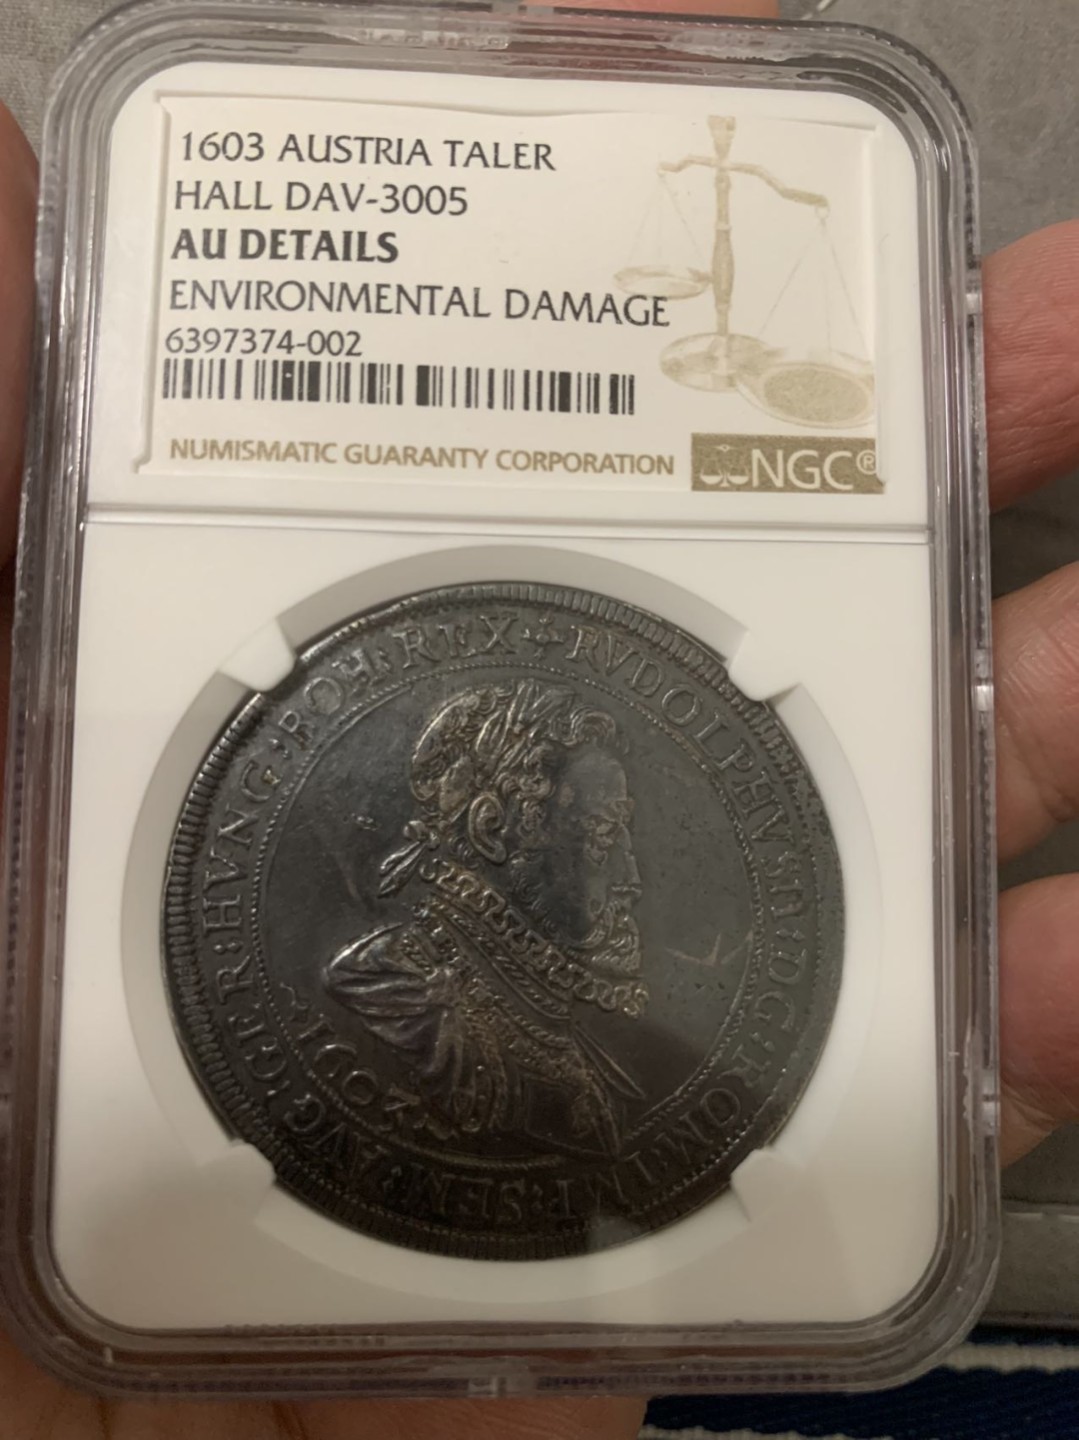 1603 AUSTRIA TALER
HALL DAV-3005
AU DETAILS
ENVIRONMENTAL DAMAGE
6397374-002
NUMISMATIC GUARANTY CORPORATION
NGC®
RVDOLPHVS:II:D:G:ROM:IMP:SEM:AVG:GER:HVNG:BOH:REX
1603